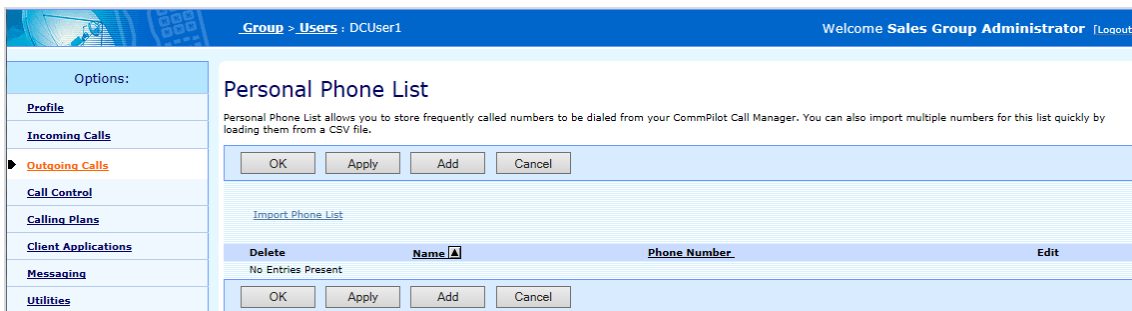 Group > Users : DCUser1
Welcome Sales Group Administrator [Logout
Options:
Profile
Incoming Calls
Outgoing Calls
Call Control
Calling Plans
Client Applications
Messaging
Utilities
Personal Phone List
Personal Phone List allows you to store frequently called numbers to be dialed from your CommPilot Call Manager. You can also import multiple numbers for this list quickly by
loading them from a CSV file.
OK Apply Add Cancel
Import Phone List
Delete Name Phone Number Edit
No Entries Present
OK Apply Add Cancel